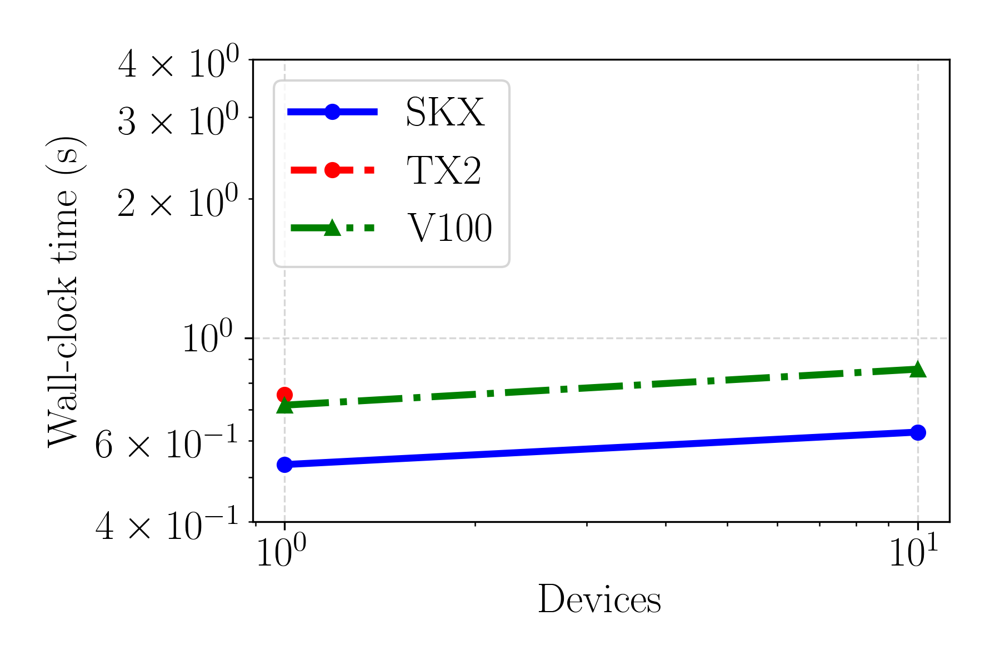 Wall-clock time (s)
4 × 10⁰
3 × 10⁰
2 × 10⁰
10⁰
6 × 10⁻¹
4 × 10⁻¹
SKX
TX2
V100
10⁰ 10¹
Devices